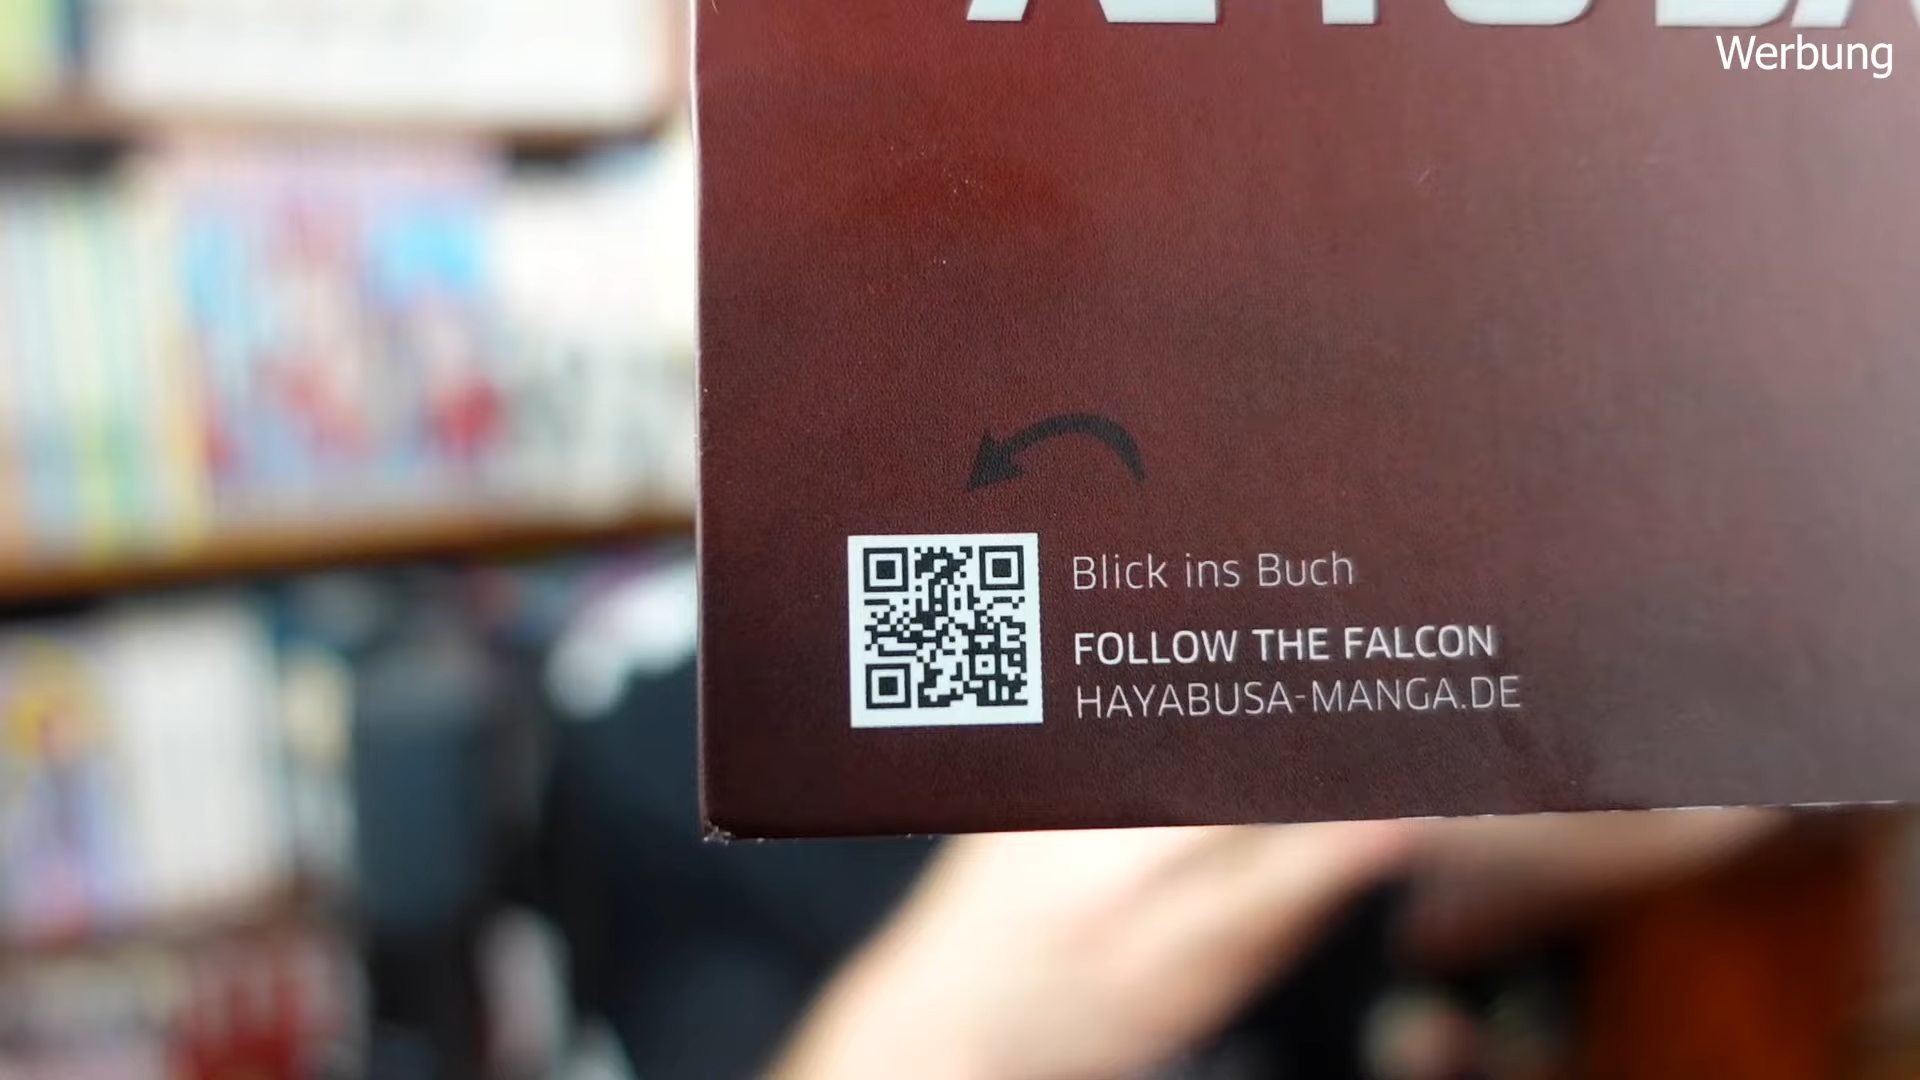 Werbung
Blick ins Buch
FOLLOW THE FALCON
HAYABUSA-MANGA.DE